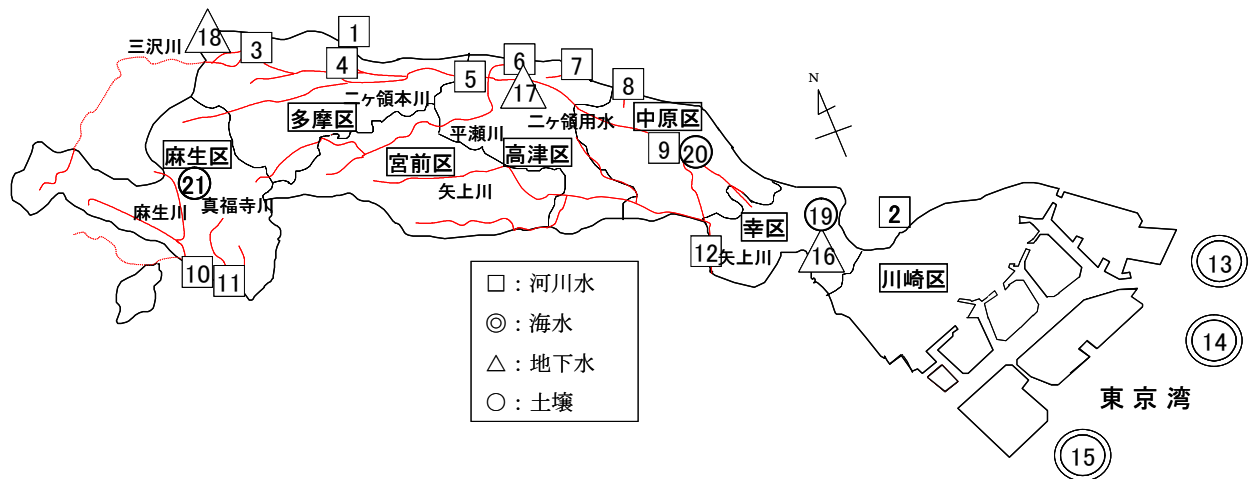 18
三沢川
3
1
4
5
6
7
17
8
二ヶ領本川
多摩区
平瀬川
二ヶ領用水
中原区
9
20
麻生区
21
宮前区
高津区
麻生川
真福寺川
矢上川
10
11
12
矢上川
幸区
19
16
2
川崎区
N
13
14
15
東京湾
□：河川水
◎：海水
△：地下水
○：土壌